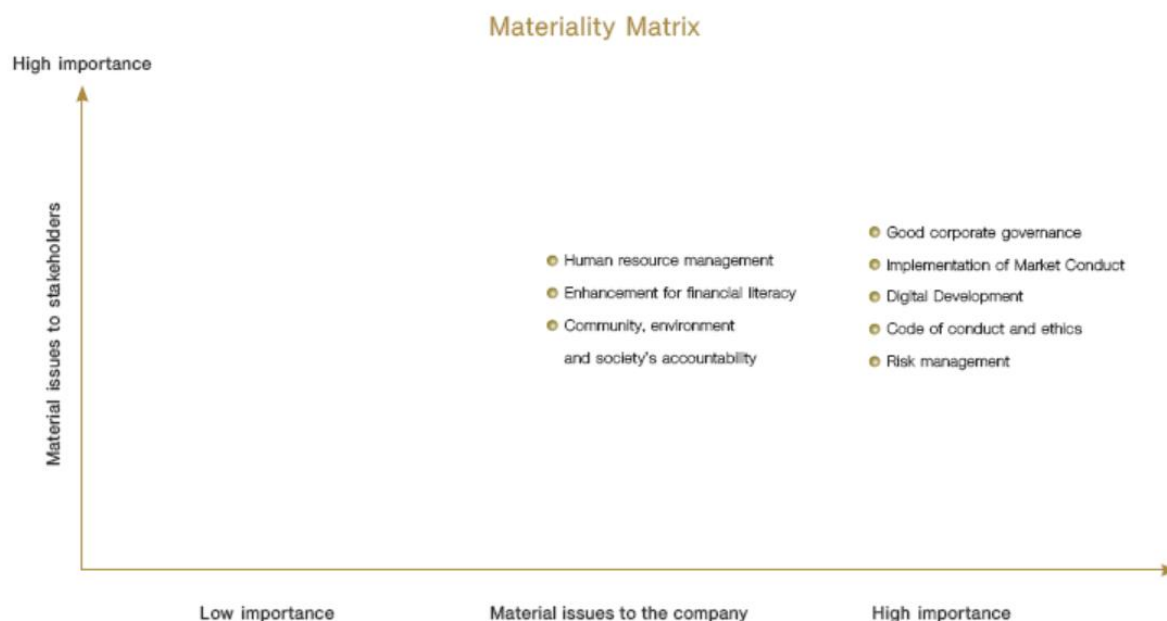 Materiality Matrix
High importance
Material issues to stakeholders
Human resource management
Enhancement for financial literacy
Community, environment
and society's accountability
Good corporate governance
Implementation of Market Conduct
Digital Development
Code of conduct and ethics
Risk management
Low importance
Material issues to the company
High importance